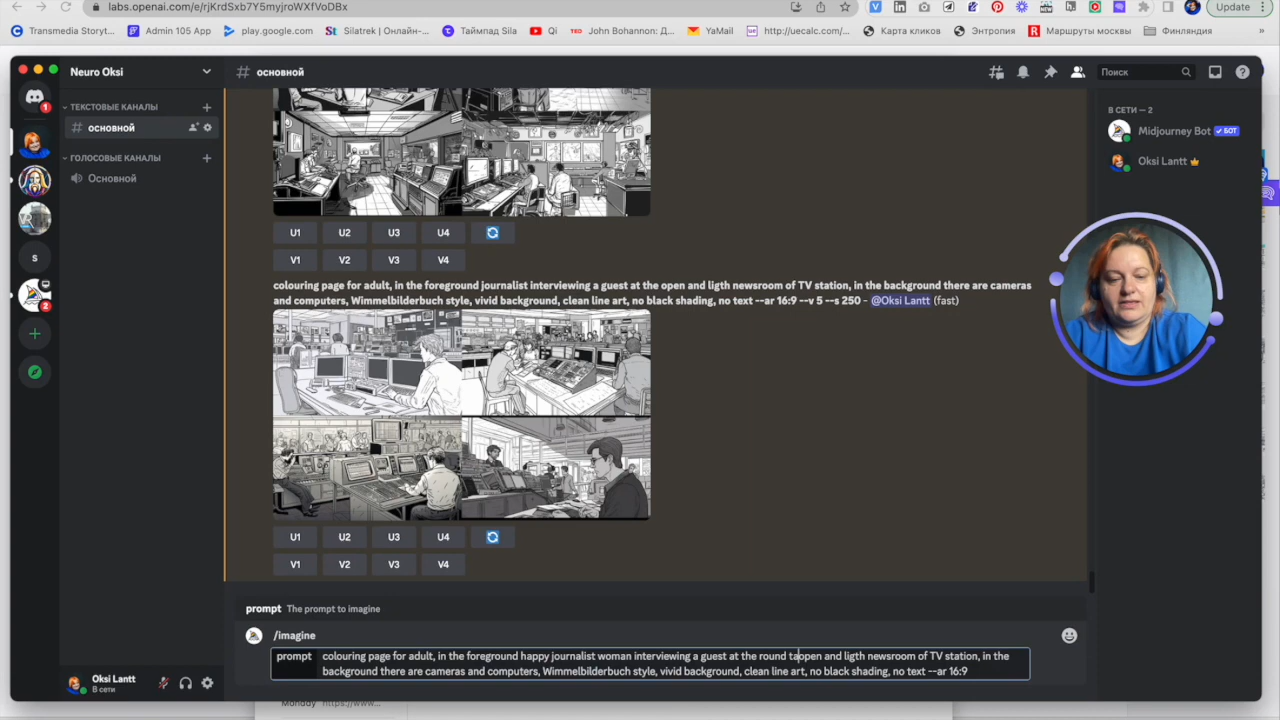 labs.openai.com/e/rjKrdSxb7Y5myjroWXfVoDBx
Update
Transmedia Storyt...
Admin 105 App
play.google.com
Silatrek | Онлайн-...
Таймпад Sila
Qi
TED
John Bohannon: Д...
YaMail
http://uecalc.com/...
Карта кликов
Энтропия
Маршруты москвы
Финляндия
Neuro Oksi
основной
Поиск
ТЕКСТОВЫЕ КАНАЛЫ
основной
ГОЛОСОВЫЕ КАНАЛЫ
Основной
В СЕТИ — 2
Midjourney Bot
БОТ
Oksi Lantt
1
S
2
U1 U2 U3 U4
V1 V2 V3 V4
colouring page for adult, in the foreground journalist interviewing a guest at the open and ligth newsroom of TV station, in the background there are cameras
and computers, Wimmelbilderbuch style, vivid background, clean line art, no black shading, no text --ar 16:9 --v 5 --s 250 - @Oksi Lantt (fast)
U1 U2 U3 U4
V1 V2 V3 V4
prompt The prompt to imagine
/imagine
prompt colouring page for adult, in the foreground happy journalist woman interviewing a guest at the round taopen and ligth newsroom of TV station, in the
background there are cameras and computers, Wimmelbilderbuch style, vivid background, clean line art, no black shading, no text --ar 16:9
Oksi Lantt
В сети
Monday https://www...